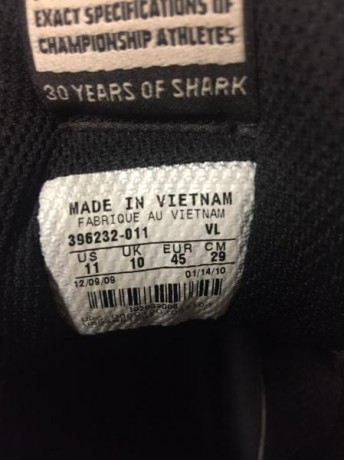 EXACT SPECIFICATIONS OF
CHAMPIONSHIP ATHLETES
30 YEARS OF SHARK
MADE IN VIETNAM
FABRIQUE AU VIETNAM
396232-011 VL
US UK EUR CM
11 10 45 29
12/09/09 01/14/10